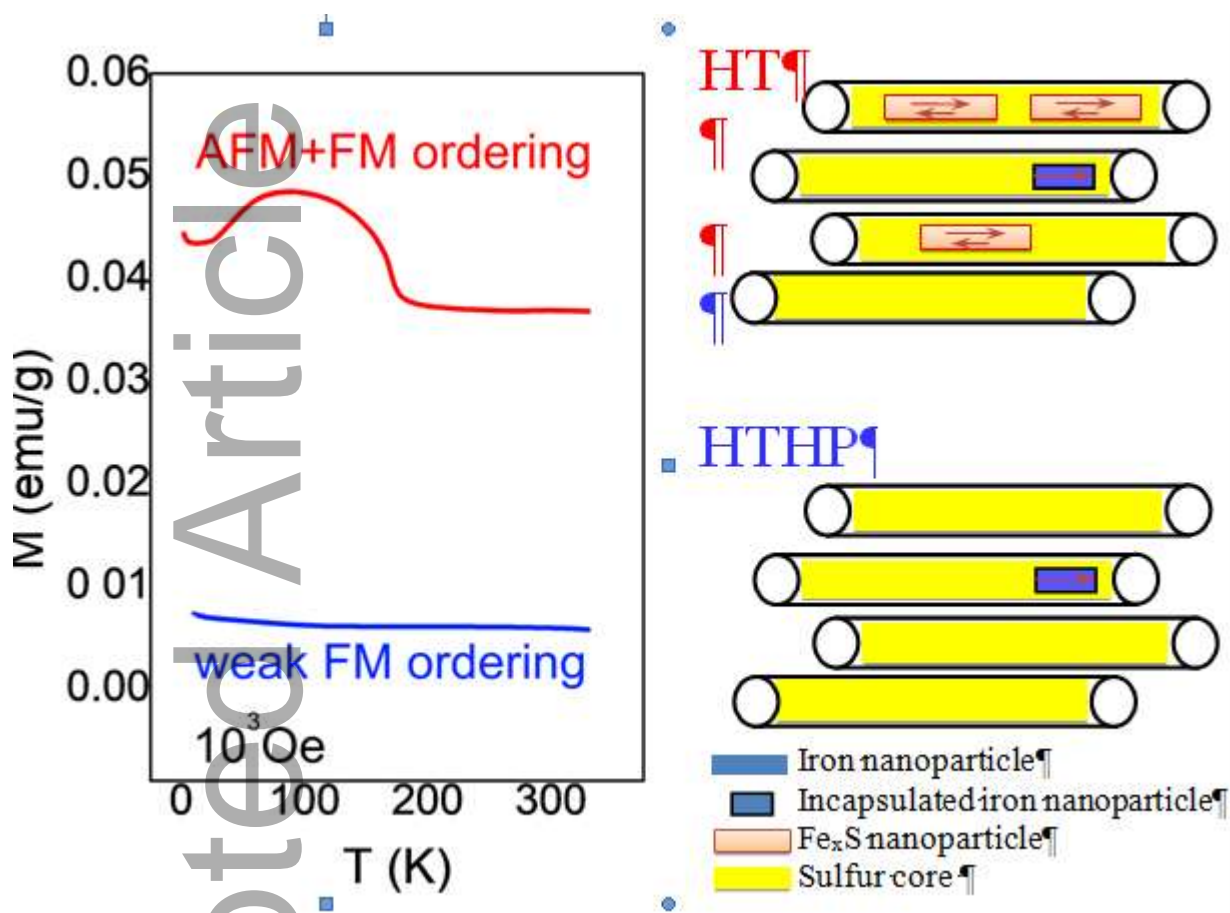 0.06
0.05
0.04
0.03
0.02
0 01
0.00
M (emu/g)
AFM+FM ordering
weak FM ordering
10³Oe
0 100 200 300
T (K)
oted Article
HT¶
¶
¶
¶
HTHP¶
Iron nanoparticle¶
Incapsulated iron nanoparticle¶
FeₓS nanoparticle¶
Sulfur core ¶